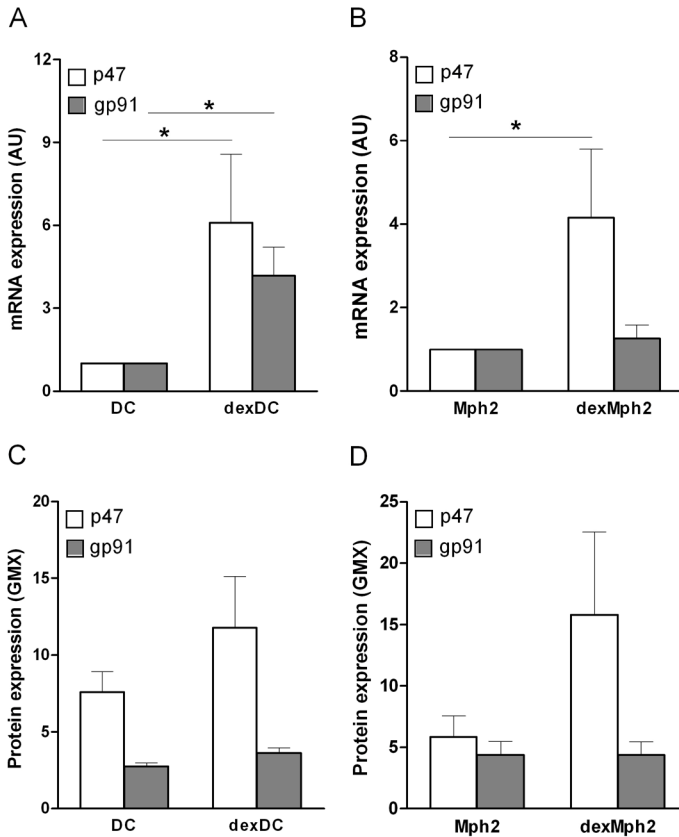 A
mRNA expression (AU)
12
9
6
3
0
p47
gp91
*
*
DC
dexDC
B
mRNA expression (AU)
8
6
4
2
0
p47
gp91
*
Mph2
dexMph2
C
Protein expression (GMX)
20
15
10
5
0
p47
gp91
DC
dexDC
D
Protein expression (GMX)
25
20
15
10
5
0
p47
gp91
Mph2
dexMph2